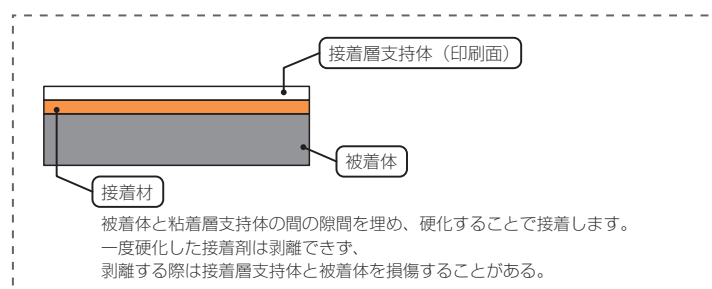 接着層支持体（印刷面）
被着体
接着材
被着体と粘着層支持体の間の隙間を埋め、硬化することで接着します。
一度硬化した接着剤は剥離できず、
剥離する際は接着層支持体と被着体を損傷することがある。